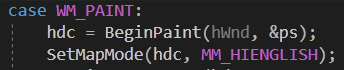 case WM_PAINT:
hdc = BeginPaint(hWnd, &ps);
SetMapMode(hdc, MM_HIENGLISH);